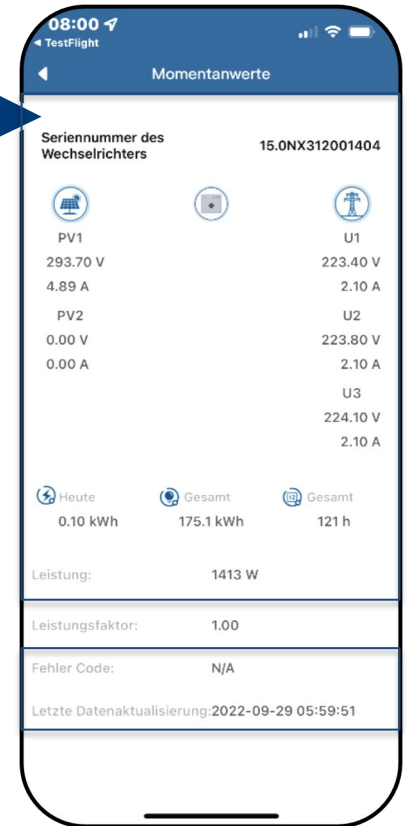 08:00
◄ TestFlight
Momentanwerte
Seriennummer des
Wechselrichters
15.0NX312001404
PV1
U1
293.70 V
223.40 V
4.89 A
2.10 A
PV2
U2
0.00 V
223.80 V
0.00 A
2.10 A
U3
224.10 V
2.10 A
Heute
Gesamt
12
Gesamt
0.10 kWh
175.1 kWh
121 h
Leistung:
1413 W
Leistungsfaktor:
1.00
Fehler Code:
N/A
Letzte Datenaktualisierung:2022-09-29 05:59:51